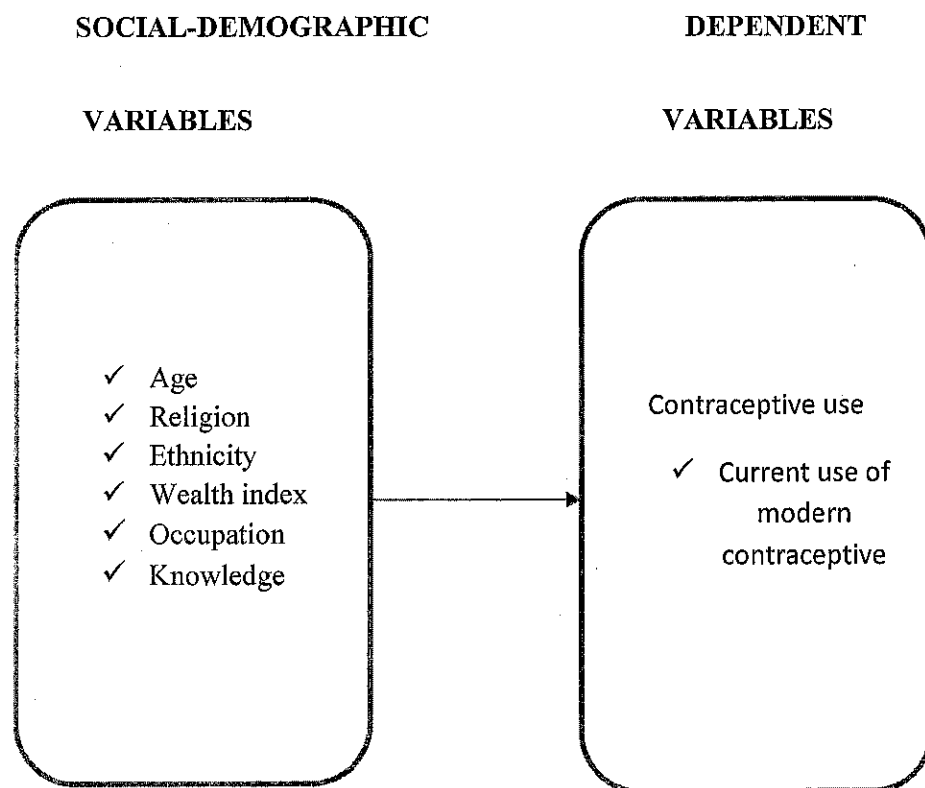 SOCIAL-DEMOGRAPHIC
VARIABLES
DEPENDENT
VARIABLES
✓ Age
✓ Religion
✓ Ethnicity
✓ Wealth index
✓ Occupation
✓ Knowledge
Contraceptive use
✓ Current use of
modern
contraceptive